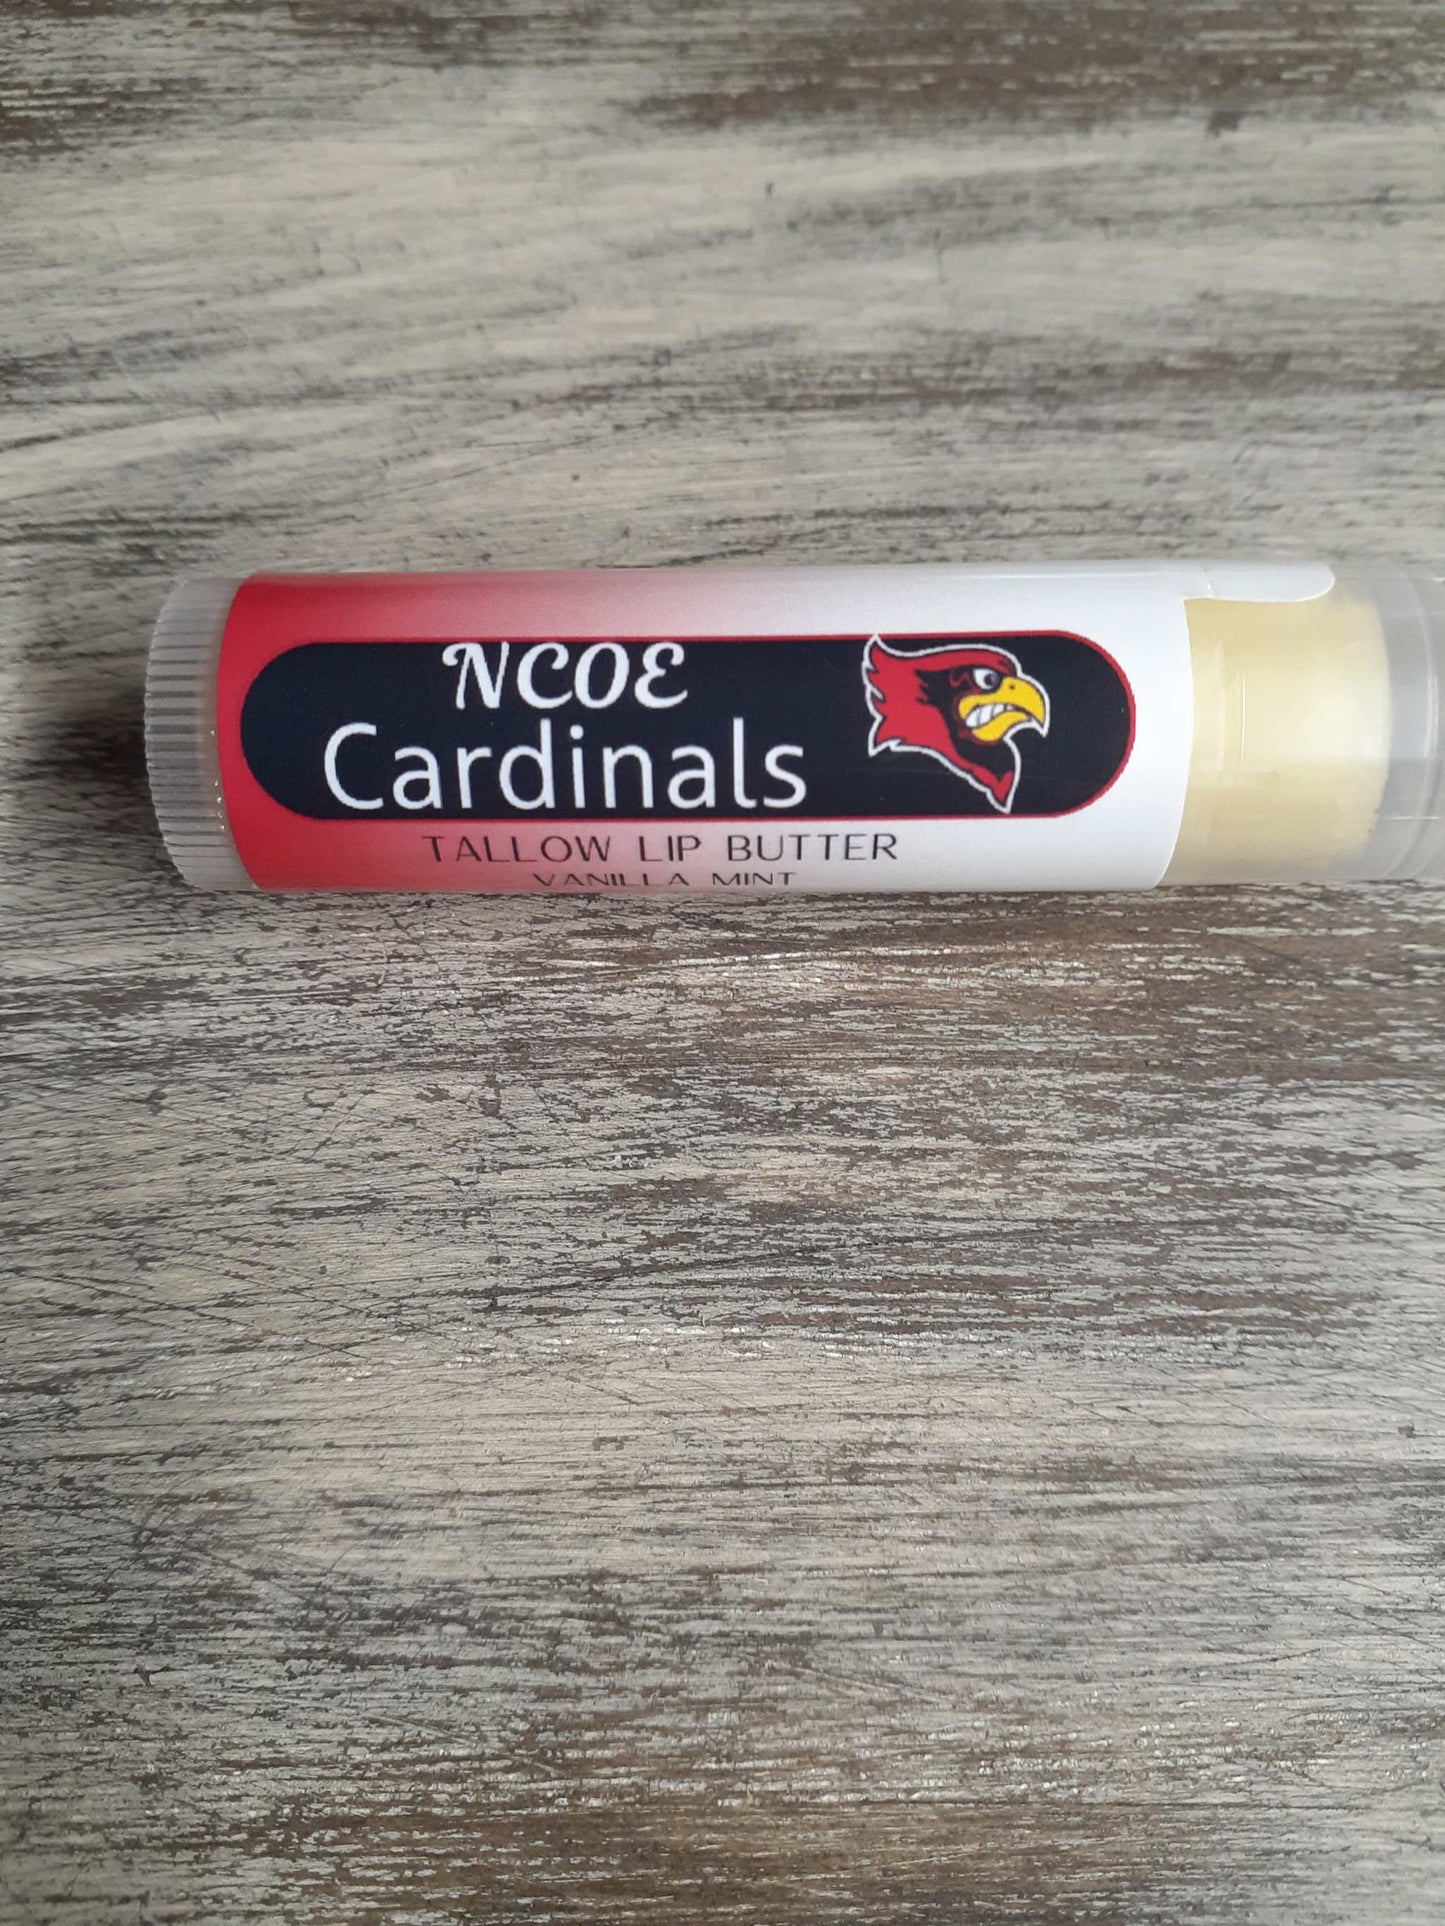 NCOE
Cardinals
TALLOW LIP BUTTER
VANILLA MINT